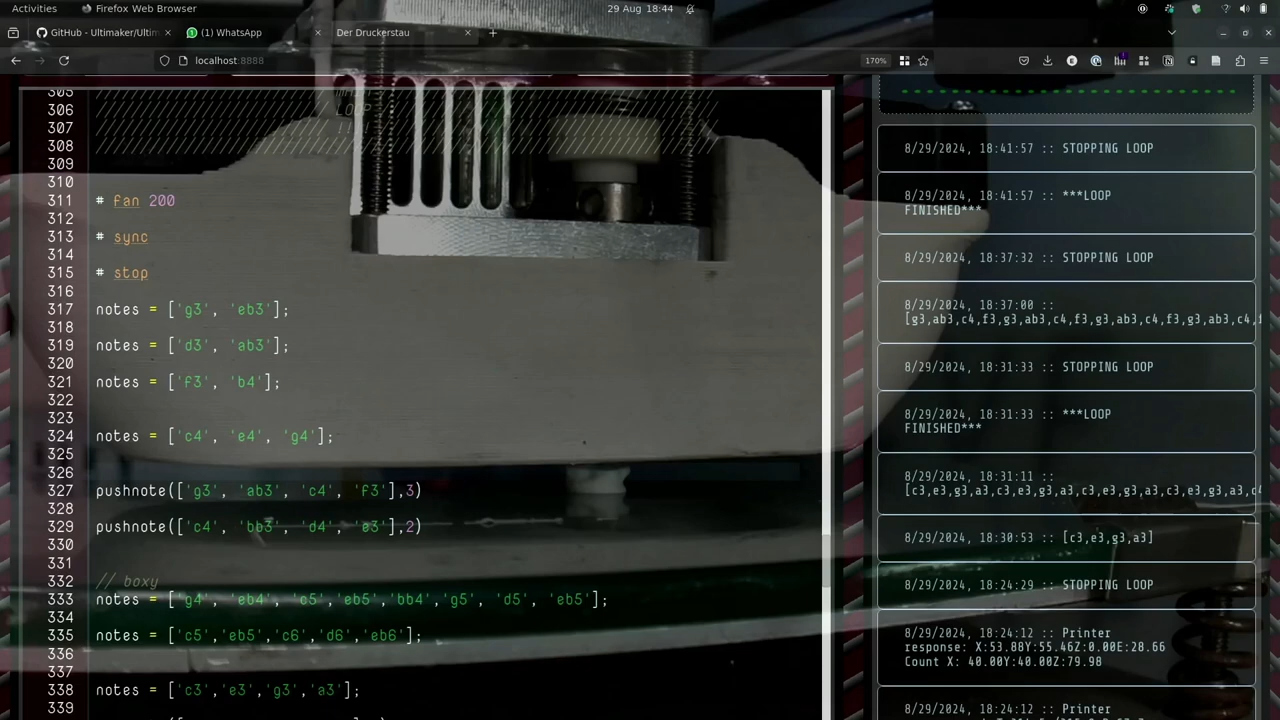 Activities
Firefox Web Browser
29 Aug 18:44
GitHub - Ultimaker/Ultim
(1) WhatsApp
Der Druckerstau
localhost:8888
170%
305
306
LOOP
307
!!!!
308
309
310
311 # fan 200
312
313 # sync
314
315 # stop
316
317 notes = ['g3', 'eb3'];
318
319 notes = ['d3', 'ab3'];
320
321 notes = ['f3', 'b4'];
322
323
324 notes = ['c4', 'e4', 'g4'];
325
326
327 pushnote(['g3', 'ab3', 'c4', 'f3'],3)
328
329 pushnote(['c4', 'bb3', 'd4', 'e3'],2)
330
331
332 // boxy
333 notes = ['g4', 'eb4', 'c5','eb5','bb4','g5', 'd5', 'eb5'];
334
335 notes = ['c5','eb5','c6','d6','eb6'];
336
337
338 notes = ['c3','e3','g3','a3'];
339
8/29/2024, 18:41:57 :: STOPPING LOOP
8/29/2024, 18:41:57 :: ***LOOP
FINISHED***
8/29/2024, 18:37:32 :: STOPPING LOOP
8/29/2024, 18:37:00 ::
[g3,ab3,c4,f3,g3,ab3,c4,f3,g3,ab3,c4,f3,g3,ab3,c4,f
8/29/2024, 18:31:33 :: STOPPING LOOP
8/29/2024, 18:31:33 :: ***LOOP
FINISHED***
8/29/2024, 18:31:11 ::
[c3,e3,g3,a3,c3,e3,g3,a3,c3,e3,g3,a3,c3,e3,g3,a3,c
8/29/2024, 18:30:53 :: [c3,e3,g3,a3]
8/29/2024, 18:24:29 :: STOPPING LOOP
8/29/2024, 18:24:12 :: Printer
response: X:53.88Y:55.46Z:0.00E:28.66
Count X: 40.00Y:40.00Z:79.98
8/29/2024, 18:24:12 :: Printer